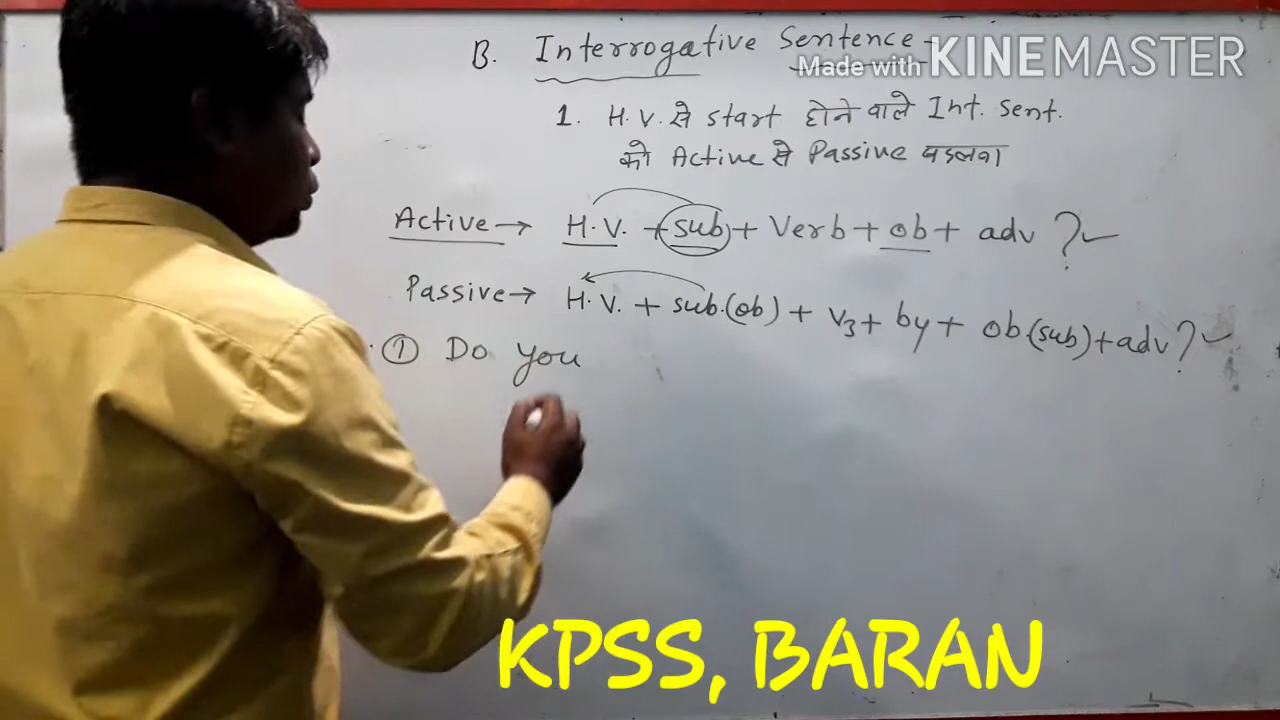 B. Interrogative Sentence-
Made with KINEMASTER
1. H.V. से start होने वाले Int. sent.
को Active से Passive बदलना
Active → H.V. + sub + Verb + ob + adv ?
Passive → H.V. + sub.(ob) + V3 + by + ob.(sub) + adv ?
① Do you
KPSS, BARAN